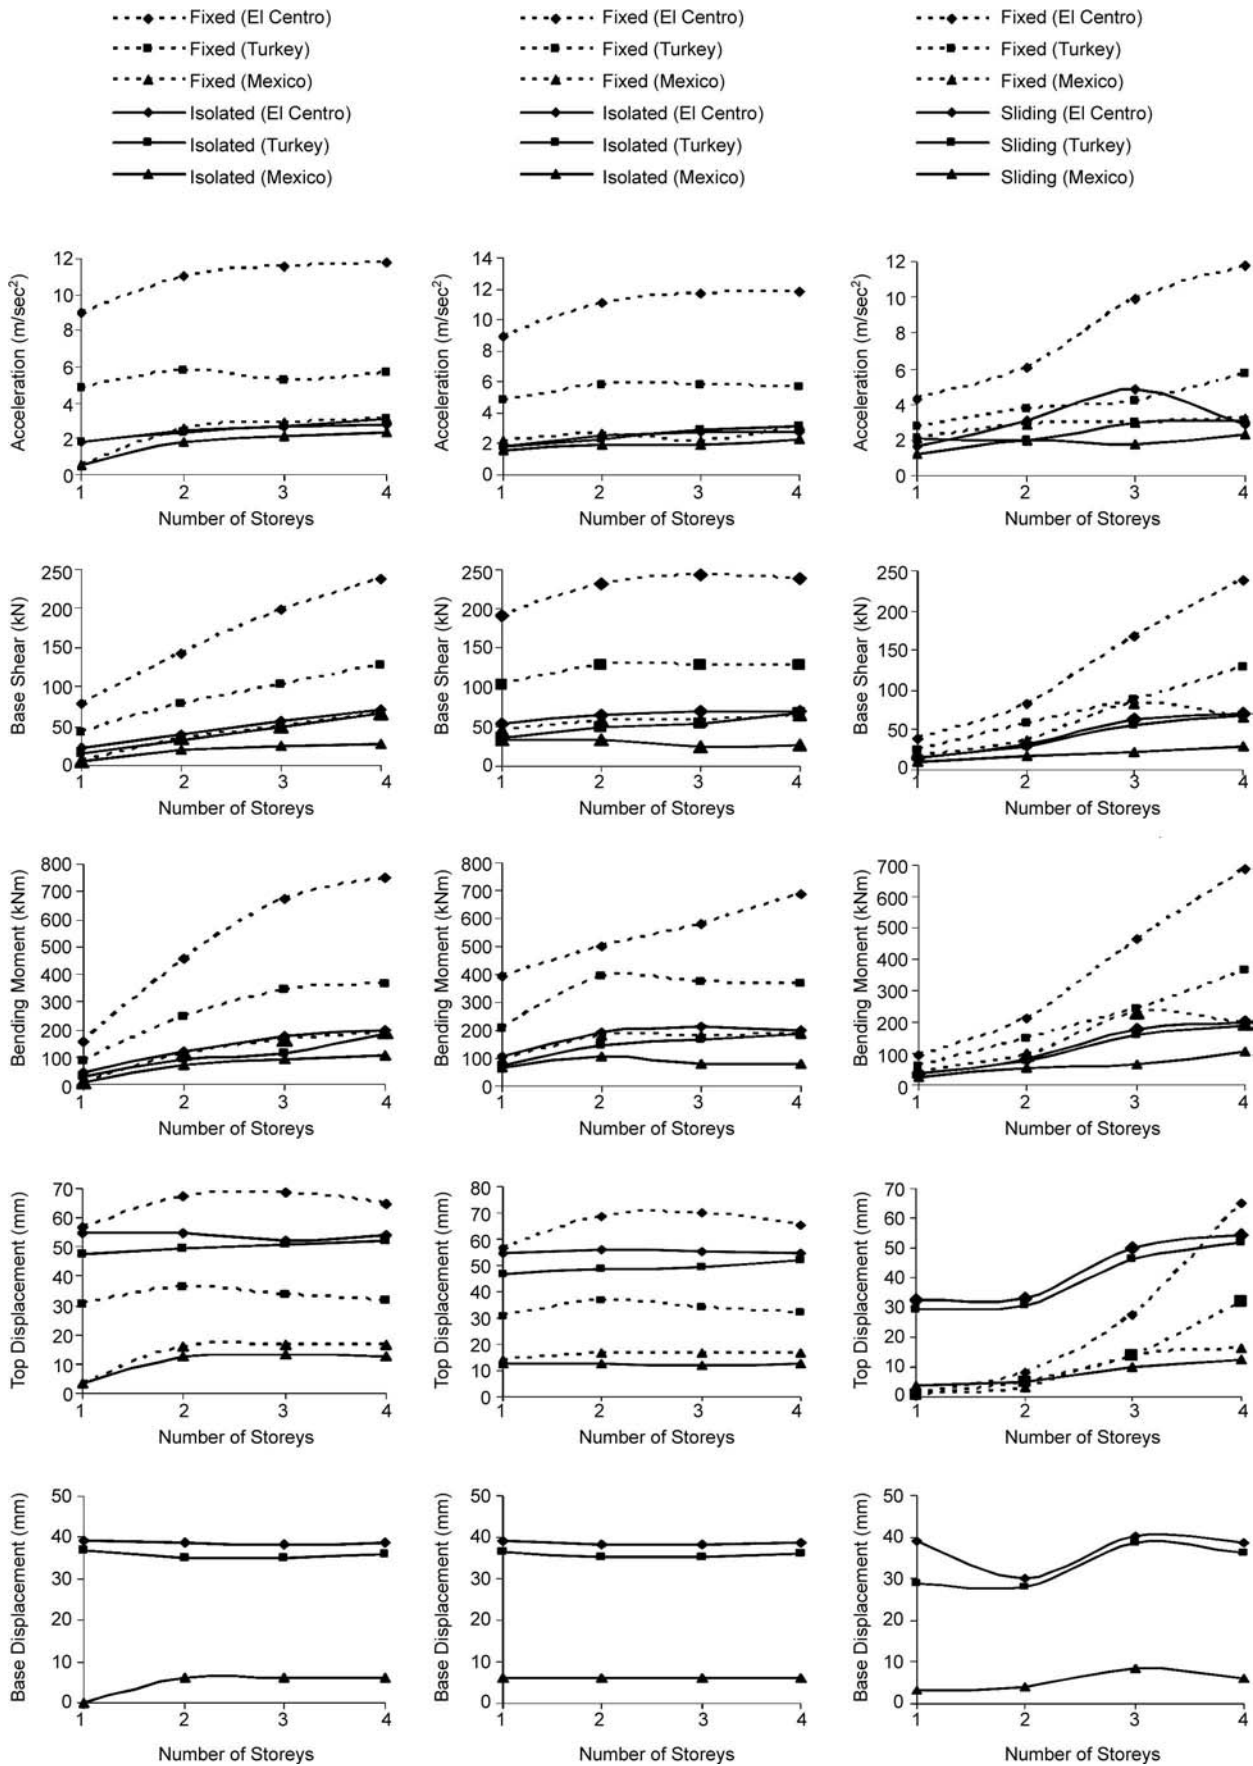 Fixed (El Centro)
Fixed (Turkey)
Fixed (Mexico)
Isolated (El Centro)
Isolated (Turkey)
Isolated (Mexico)
Fixed (El Centro)
Fixed (Turkey)
Fixed (Mexico)
Isolated (El Centro)
Isolated (Turkey)
Isolated (Mexico)
Fixed (El Centro)
Fixed (Turkey)
Fixed (Mexico)
Sliding (El Centro)
Sliding (Turkey)
Sliding (Mexico)
Acceleration (m/sec²)
12
10
8
6
4
2
0
1 2 3 4
Number of Storeys
Acceleration (m/sec²)
14
12
10
8
6
4
2
0
1 2 3 4
Number of Storeys
Acceleration (m/sec²)
12
10
8
6
4
2
0
1 2 3 4
Number of Storeys
Base Shear (kN)
250
200
150
100
50
0
1 2 3 4
Number of Storeys
Base Shear (kN)
250
200
150
100
50
0
1 2 3 4
Number of Storeys
Base Shear (kN)
250
200
150
100
50
0
1 2 3 4
Number of Storeys
Bending Moment (kNm)
800
700
600
500
400
300
200
100
0
1 2 3 4
Number of Storeys
Bending Moment (kNm)
800
700
600
500
400
300
200
100
0
1 2 3 4
Number of Storeys
Bending Moment (kNm)
700
600
500
400
300
200
100
0
1 2 3 4
Number of Storeys
Top Displacement (mm)
70
60
50
40
30
20
10
0
1 2 3 4
Number of Storeys
Top Displacement (mm)
80
70
60
50
40
30
20
10
0
1 2 3 4
Number of Storeys
Top Displacement (mm)
70
60
50
40
30
20
10
0
1 2 3 4
Number of Storeys
Base Displacement (mm)
50
40
30
20
10
0
1 2 3 4
Number of Storeys
Base Displacement (mm)
50
40
30
20
10
0
1 2 3 4
Number of Storeys
Base Displacement (mm)
50
40
30
20
10
0
1 2 3 4
Number of Storeys